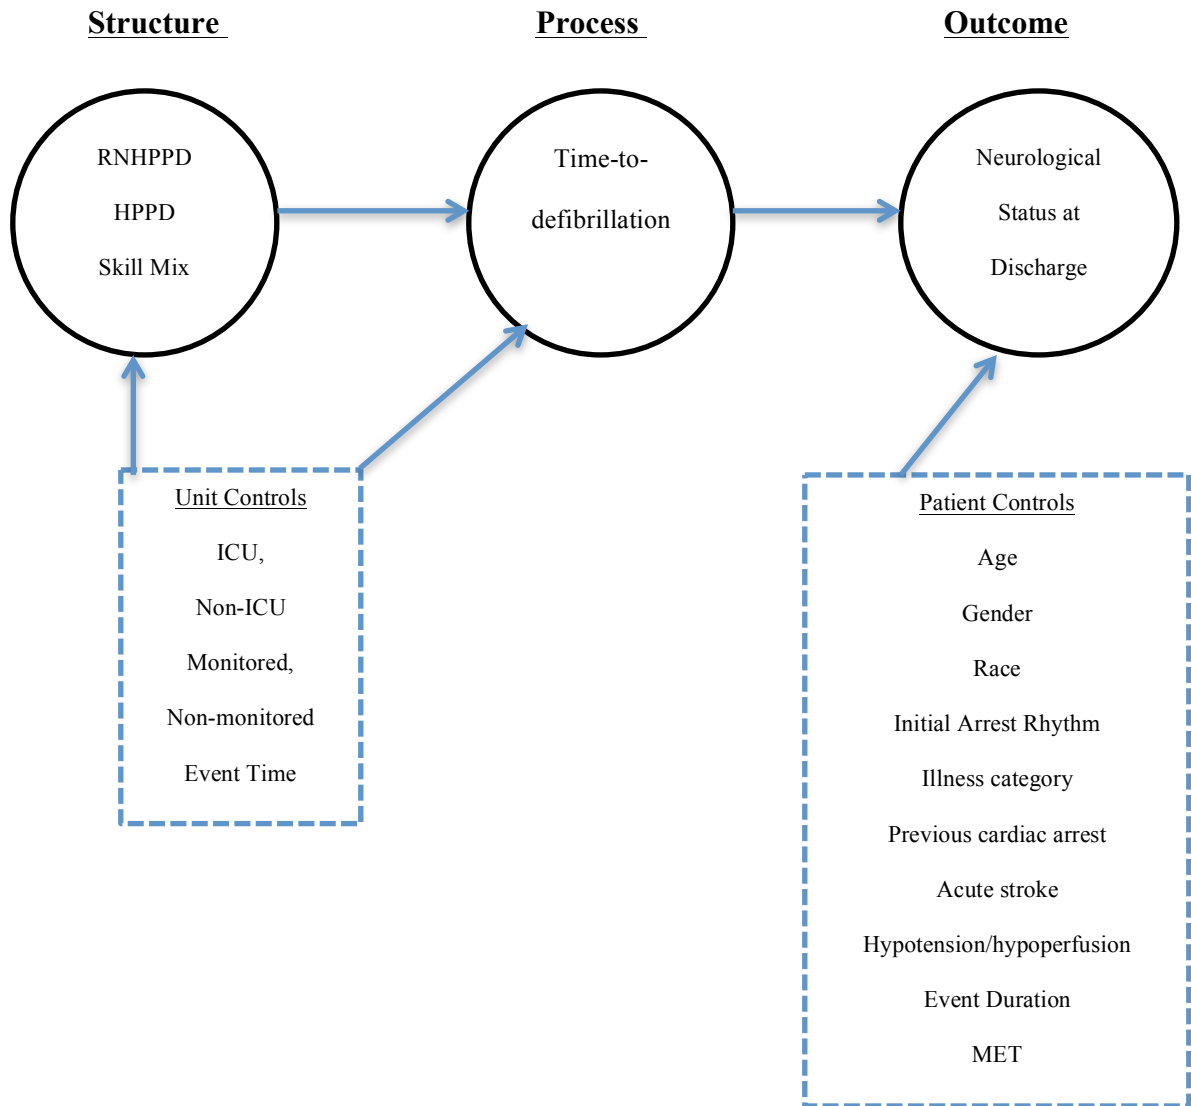 Structure
Process
Outcome
RNHPPD
HPPD
Skill Mix
Time-to-
defibrillation
Neurological
Status at
Discharge
Unit Controls
ICU,
Non-ICU
Monitored,
Non-monitored
Event Time
Patient Controls
Age
Gender
Race
Initial Arrest Rhythm
Illness category
Previous cardiac arrest
Acute stroke
Hypotension/hypoperfusion
Event Duration
MET